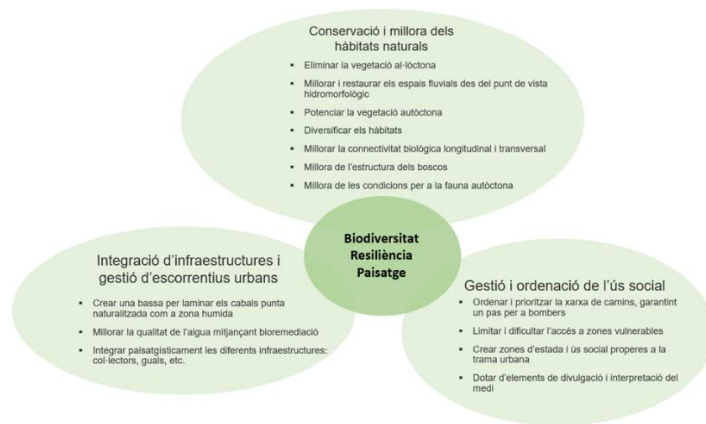 Conservació i millora dels
hàbitats naturals
▪ Eliminar la vegetació al·lòctona
▪ Millorar i restaurar els espais fluvials des del punt de vista
hidromorfològic
▪ Potenciar la vegetació autòctona
▪ Diversificar els hàbitats
▪ Millorar la connectivitat biològica longitudinal i transversal
▪ Millora de l'estructura dels boscos
▪ Millora de les condicions per a la fauna autòctona
Biodiversitat
Resiliència
Paisatge
Integració d'infraestructures i
gestió d'escorrentius urbans
▪ Crear una bassa per laminar els cabals punta
naturalitzada com a zona humida
▪ Millorar la qualitat de l'aigua mitjançant bioremediació
▪ Integrar paisatgísticament les diferents infraestructures:
col·lectors, guals, etc.
Gestió i ordenació de l'ús social
▪ Ordenar i prioritzar la xarxa de camins, garantint
un pas per a bombers
▪ Limitar i dificultar l'accés a zones vulnerables
▪ Crear zones d'estada i ús social properes a la
trama urbana
▪ Dotar d'elements de divulgació i interpretació del
medi